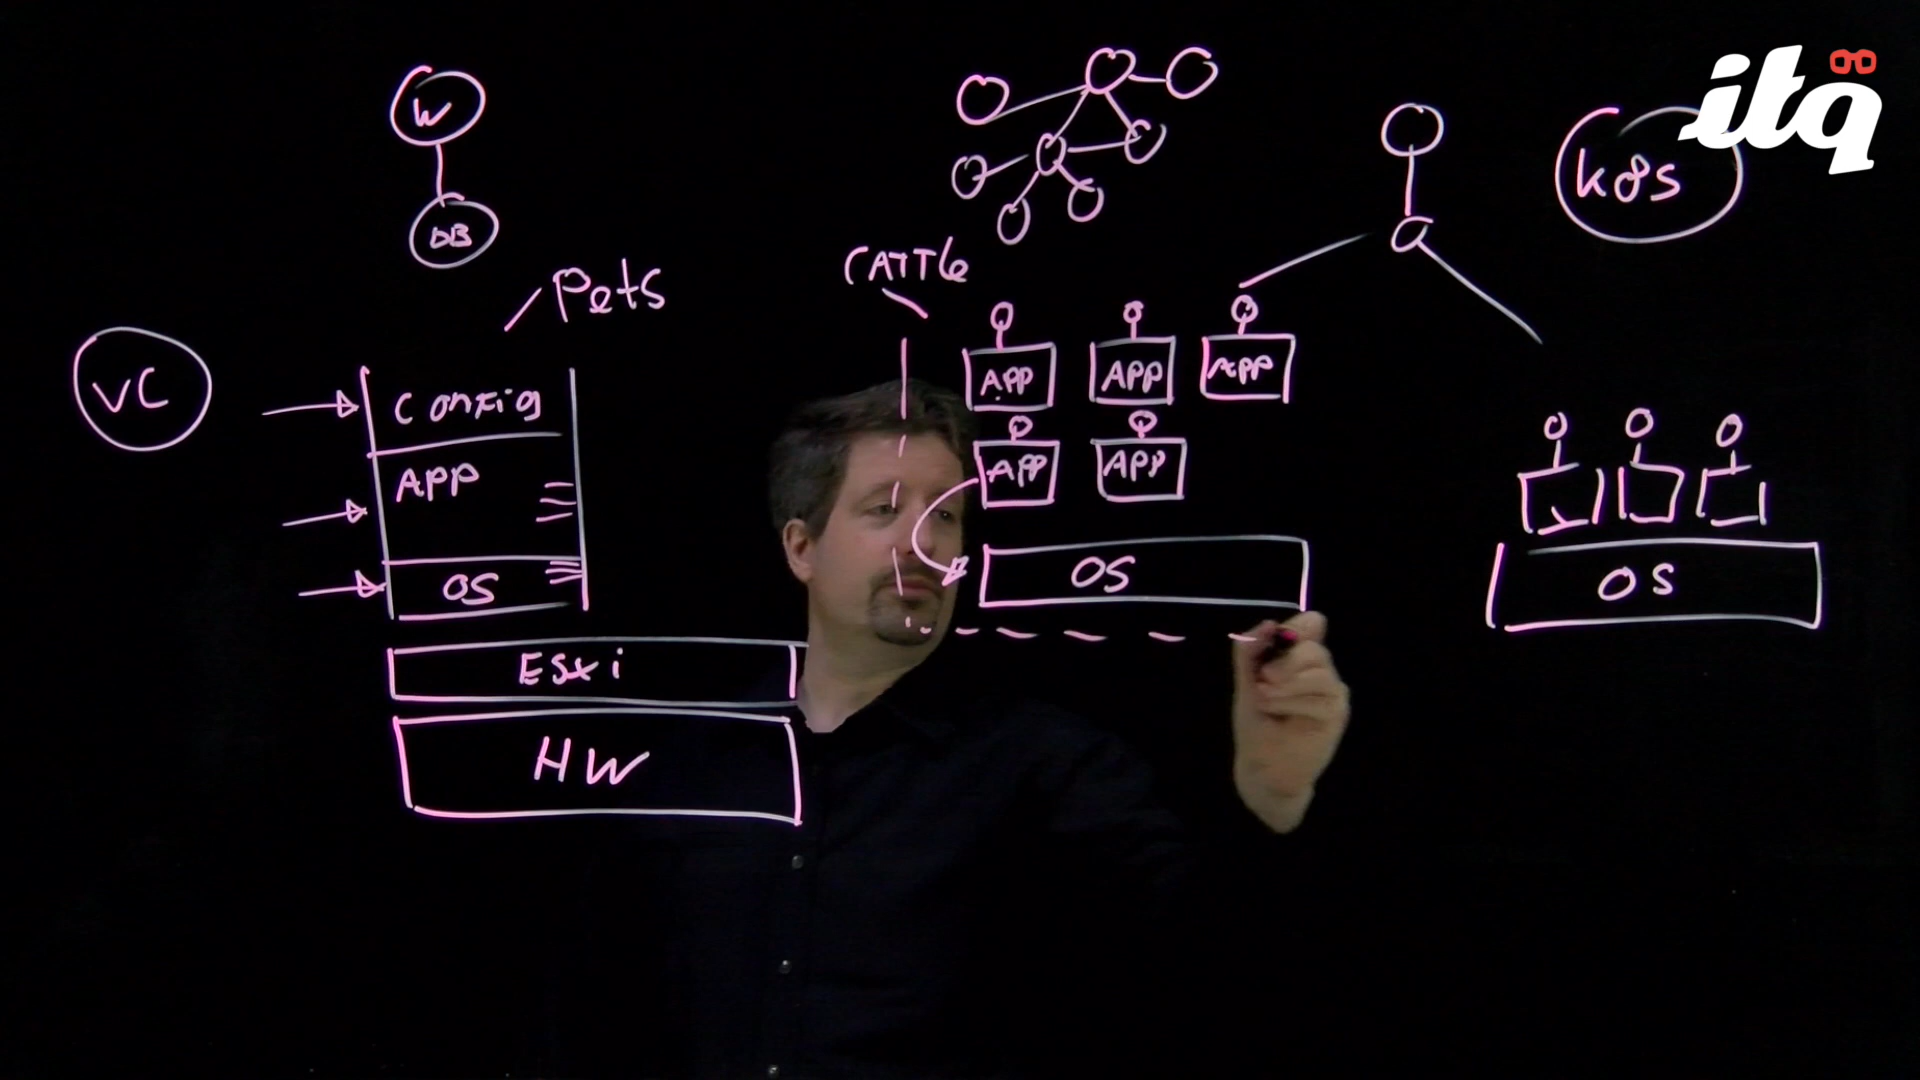 itq
W
k8s
DB
CATTLE
Pets
VC
Config
APP
APP
APP
APP
APP
APP
OS
OS
OS
ESXi
HW